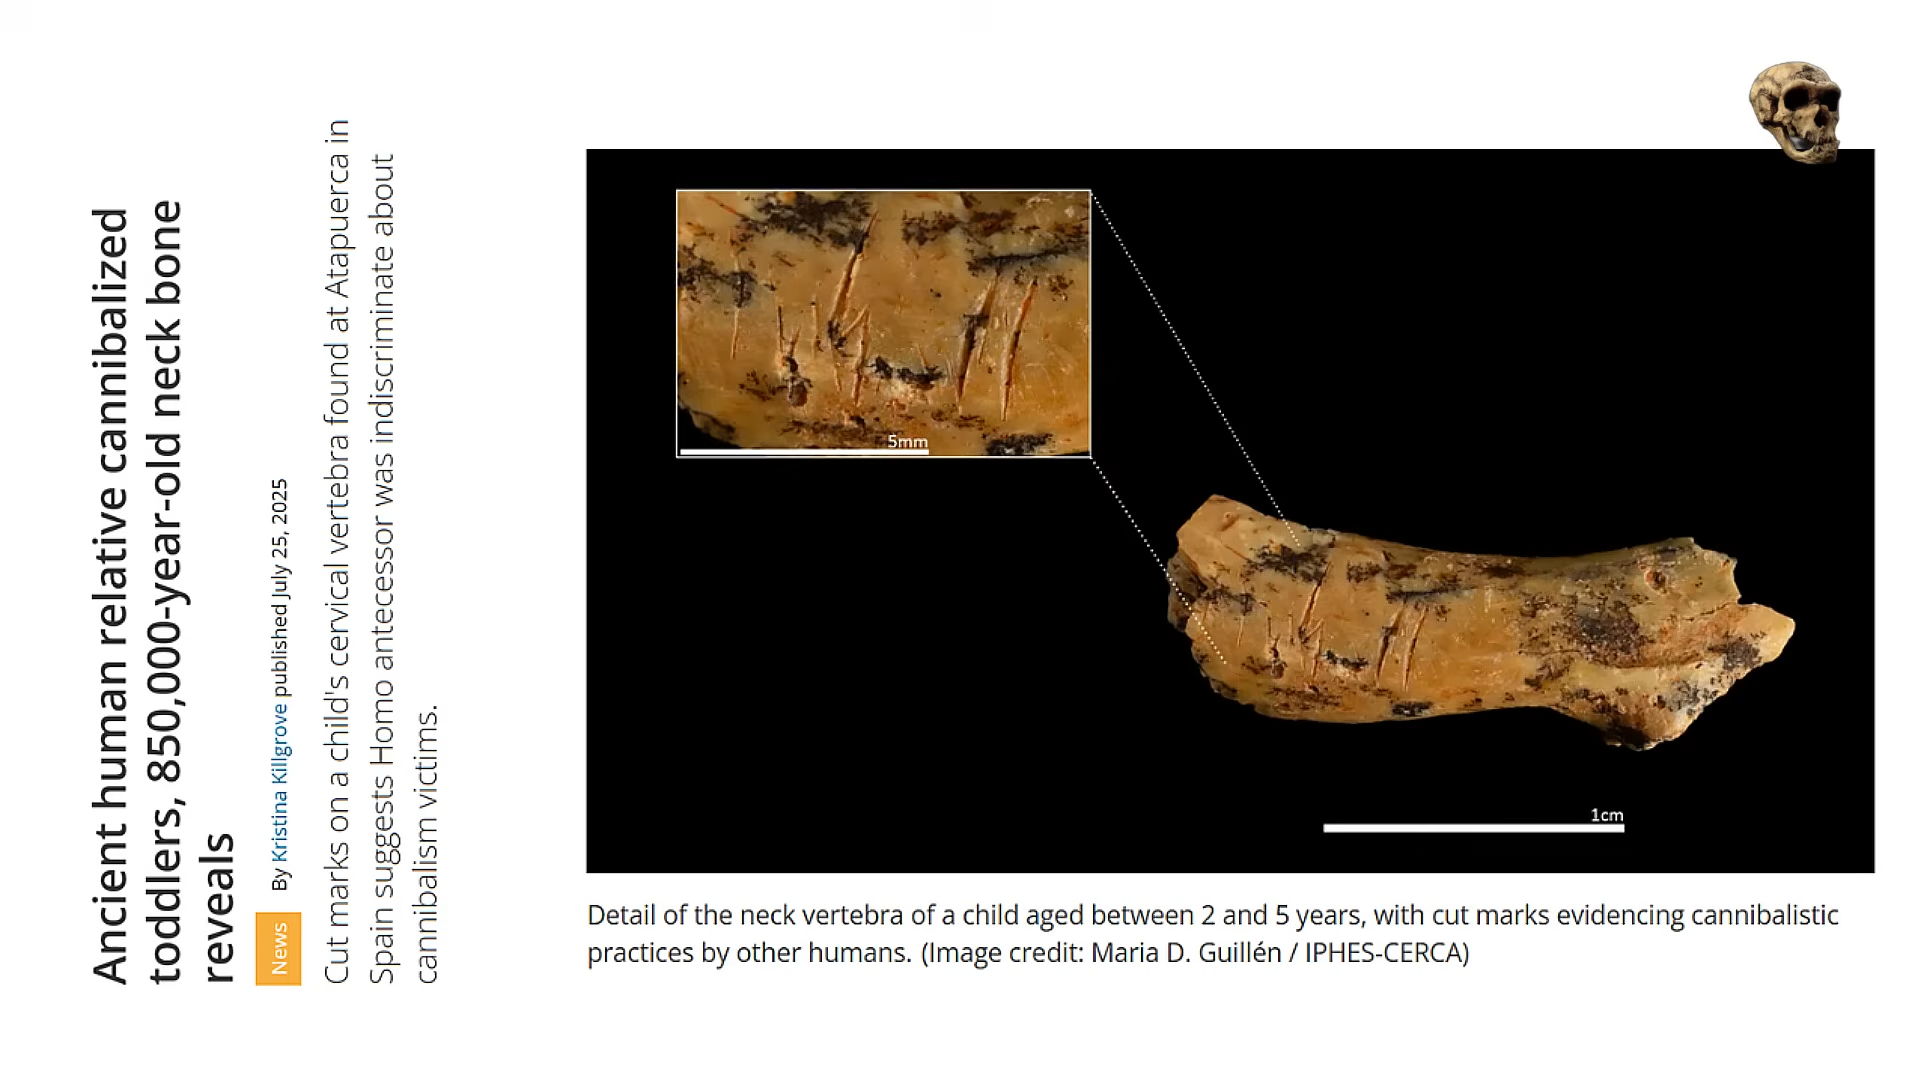 Ancient human relative cannibalized
toddlers, 850,000-year-old neck bone
reveals
News
By Kristina Killgrove published July 25, 2025
Cut marks on a child's cervical vertebra found at Atapuerca in
Spain suggests Homo antecessor was indiscriminate about
cannibalism victims.
5mm
1cm
Detail of the neck vertebra of a child aged between 2 and 5 years, with cut marks evidencing cannibalistic
practices by other humans. (Image credit: Maria D. Guillén / IPHES-CERCA)